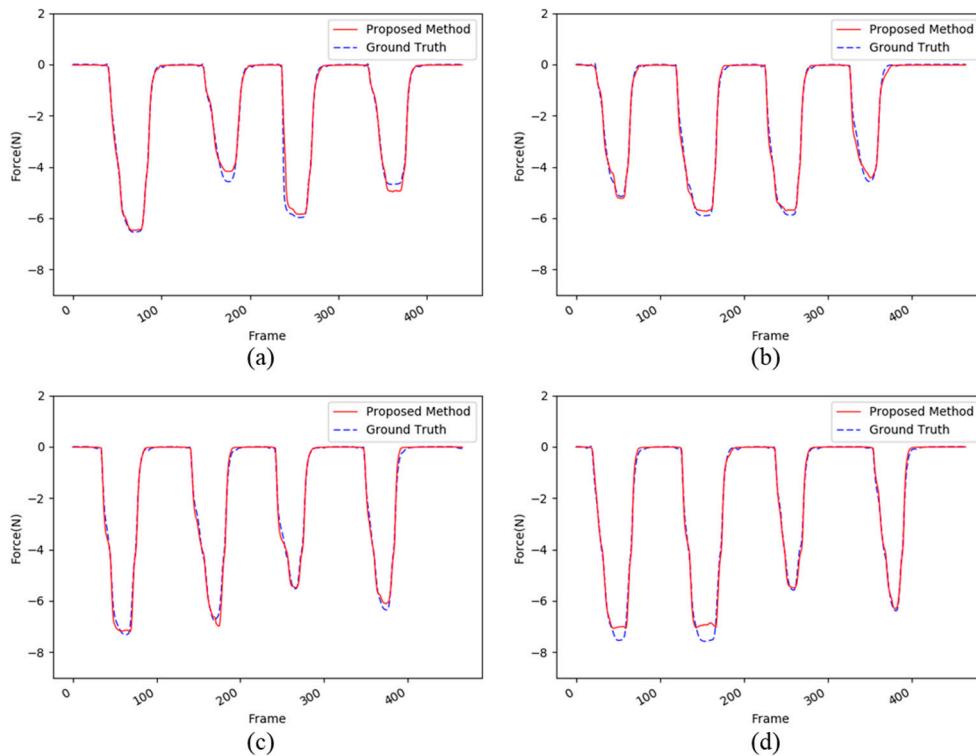 2
0
−2
−4
−6
−8
Force(N)
Proposed Method
Ground Truth
0
100
200
300
400
Frame
(a)
2
0
−2
−4
−6
−8
Force(N)
Proposed Method
Ground Truth
0
100
200
300
400
Frame
(b)
2
0
−2
−4
−6
−8
Force(N)
Proposed Method
Ground Truth
0
100
200
300
400
Frame
(c)
2
0
−2
−4
−6
−8
Force(N)
Proposed Method
Ground Truth
0
100
200
300
400
Frame
(d)